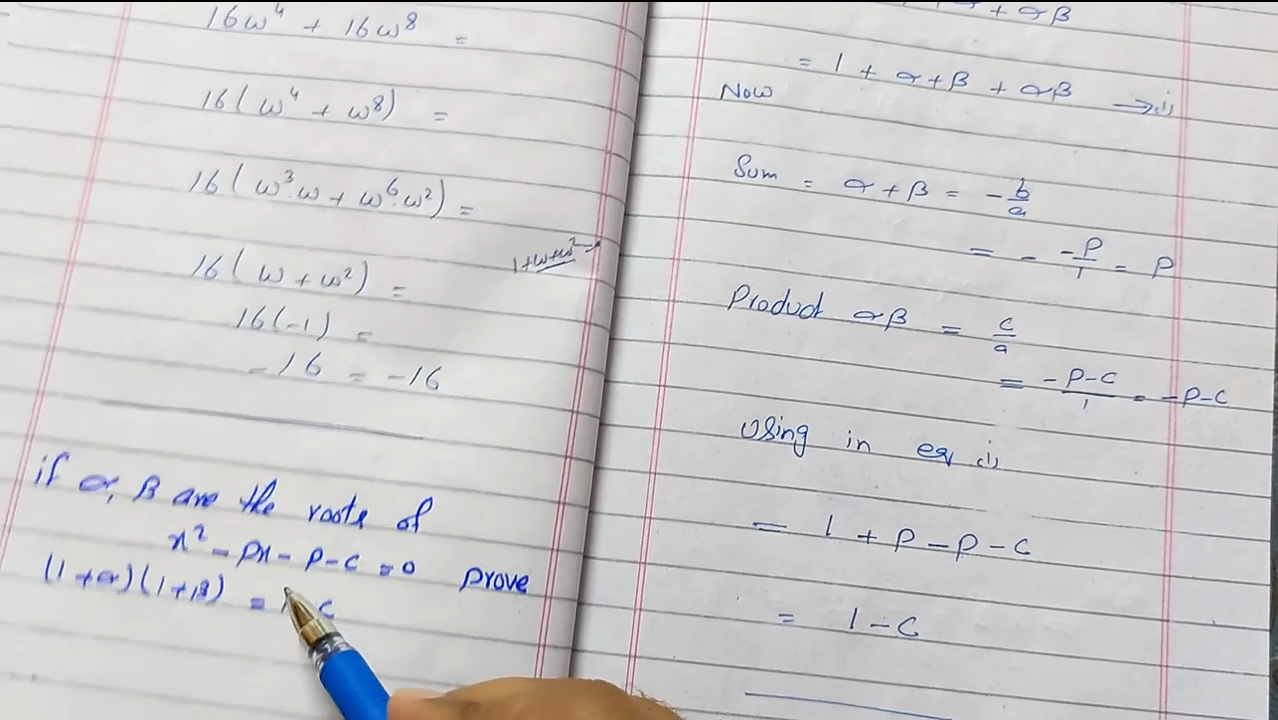 16ω⁴ + 16ω⁸ =
16(ω⁴ + ω⁸) =
16(ω³.ω + ω⁶.ω²) =
1+ω+ω²=
16(ω + ω²) =
16(-1) =
-16 = -16
if α, β are the roots of
x² - px - p - c = 0 prove
(1+α)(1+β) = c
+ αβ
= 1 + α + β + αβ → (i)
Now
Sum = α + β = -b/a
= - -P/1 = P
Product αβ = c/a
= -P-C/1 = -P-C
Using in eq (i)
= 1 + P - P - C
= 1 - C